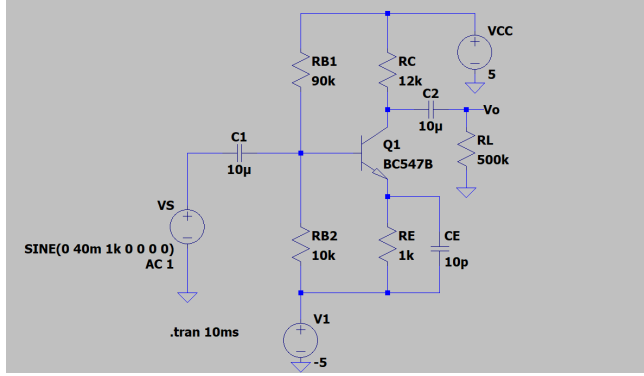 VCC
+
5
RB1
90k
RC
12k
C2
10µ
Vo
RL
500k
C1
10µ
Q1
BC547B
VS
+
SINE(0 40m 1k 0 0 0 0)
AC 1
RB2
10k
RE
1k
CE
10p
.tran 10ms
V1
+
-5